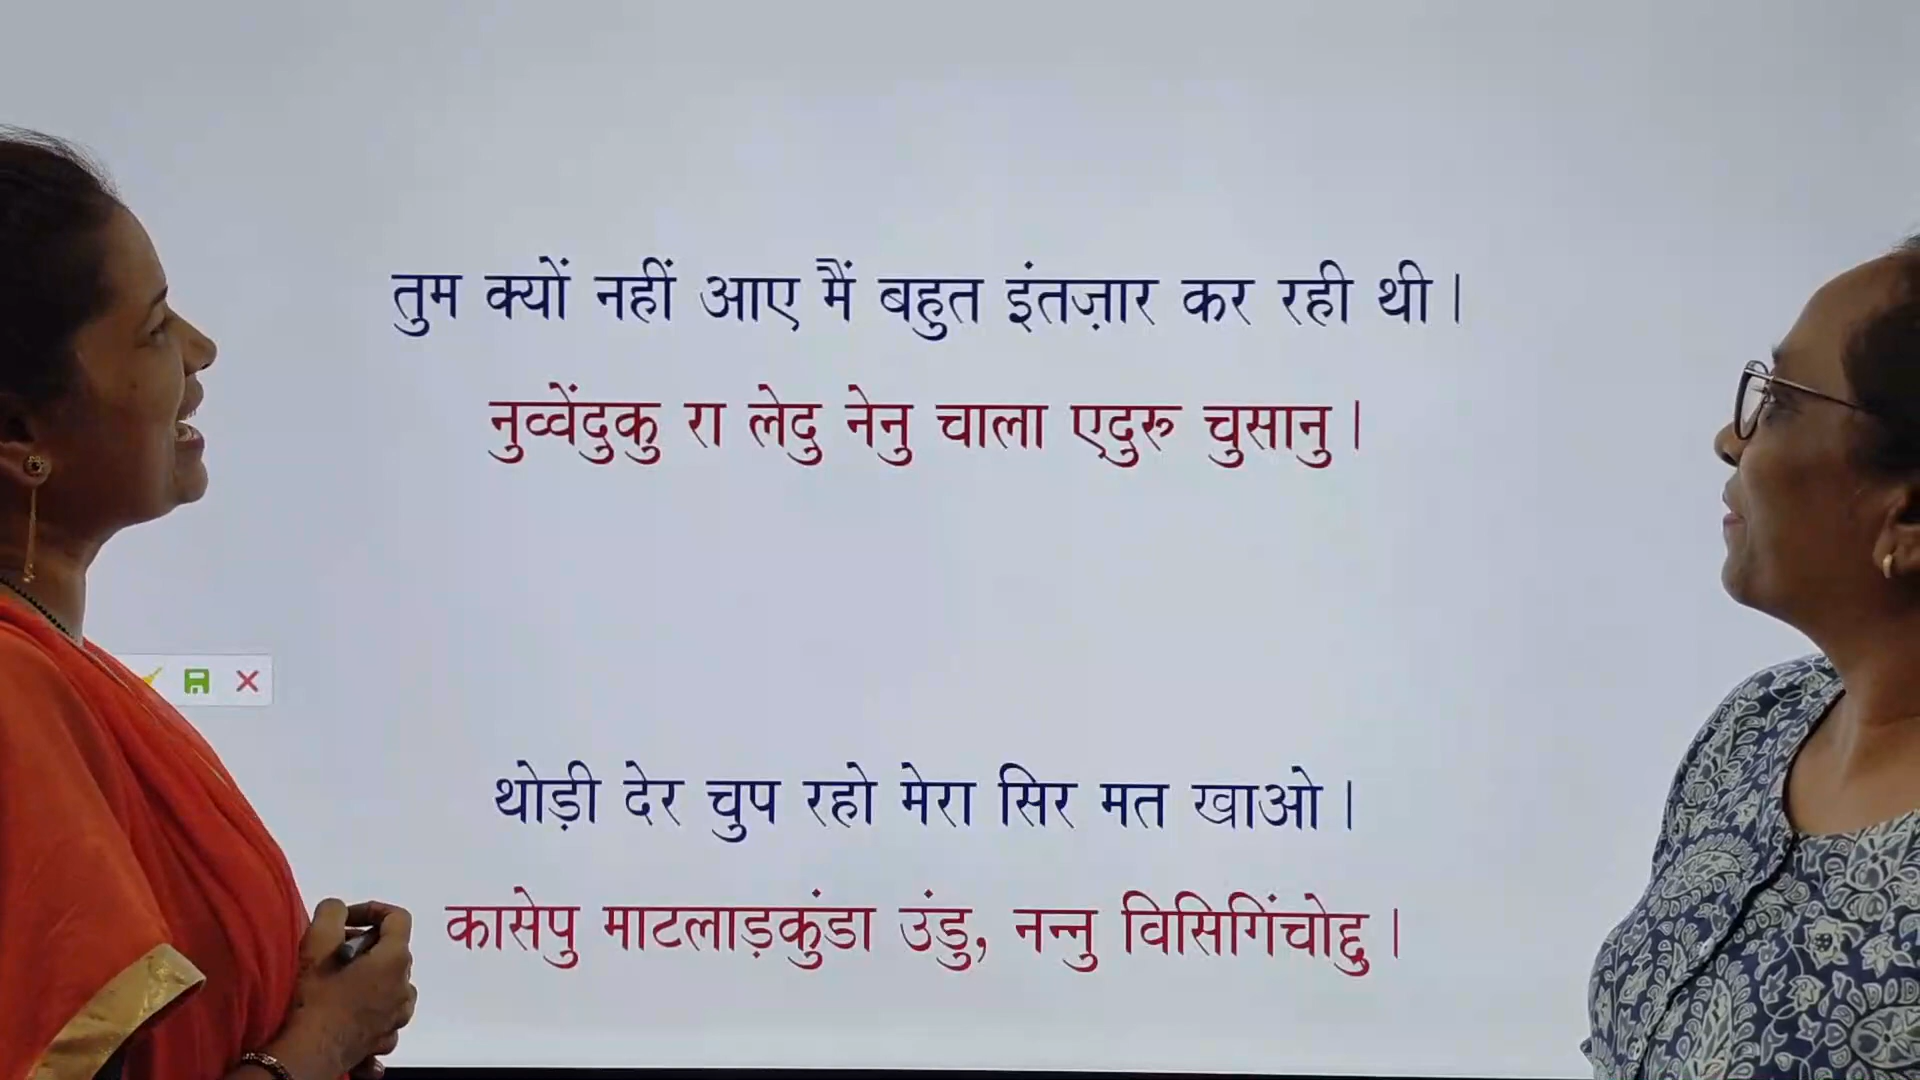 तुम क्यों नहीं आए मैं बहुत इंतज़ार कर रही थी।
नुव्वेंदुकु रा लेदु नेनु चाला एदुरु चुसानु।
थोड़ी देर चुप रहो मेरा सिर मत खाओ।
कासेपु माटलाड़कुंडा उंडु, नन्नु विसिगिंचोद्दु।